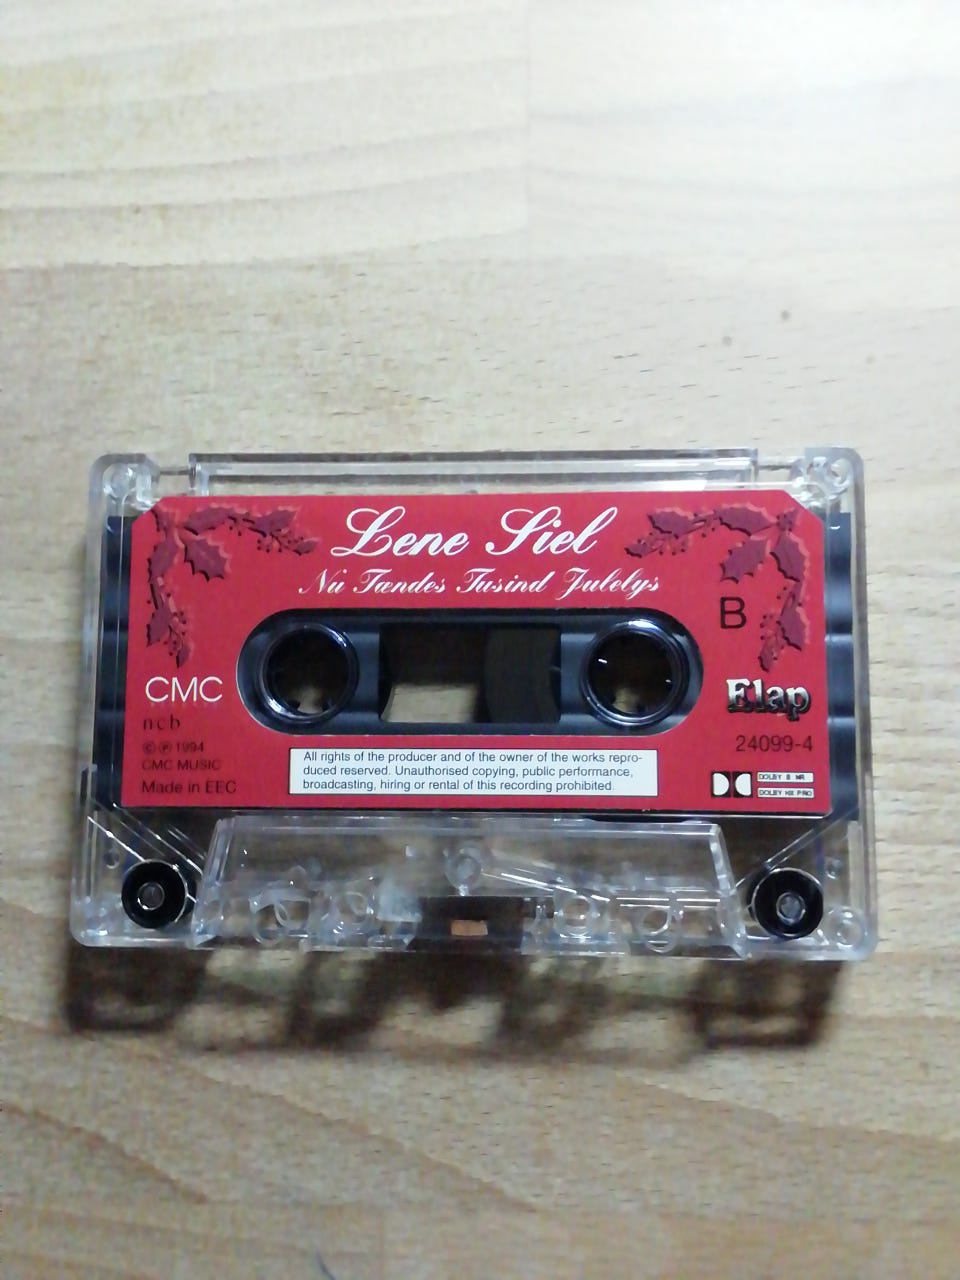 Lene Siel
Nu Tændes Tusind Julelys
B
CMC
ncb
© ℗ 1994
CMC MUSIC
Made in EEC
All rights of the producer and of the owner of the works repro-
duced reserved. Unauthorised copying, public performance,
broadcasting, hiring or rental of this recording prohibited.
Elap
24099-4
DOLBY B NR
DOLBY HX PRO